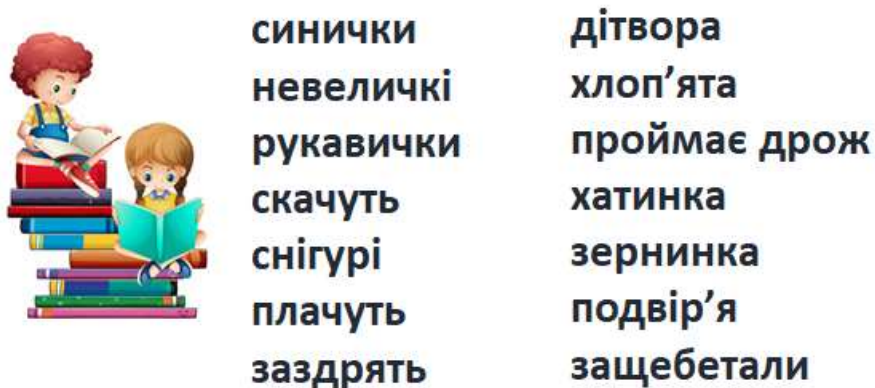 синички
невеличкі
рукавички
скачуть
снігурі
плачуть
заздрять
дітвора
хлоп’ята
проймає дрож
хатинка
зернинка
подвір’я
защебетали